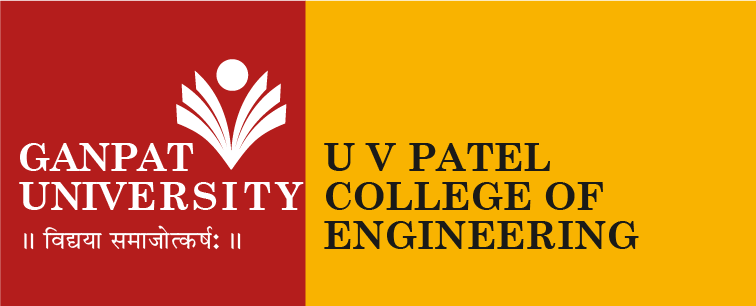 GANPAT
UNIVERSITY
॥ विद्यया समाजोत्कर्षः ॥
U V PATEL
COLLEGE OF
ENGINEERING